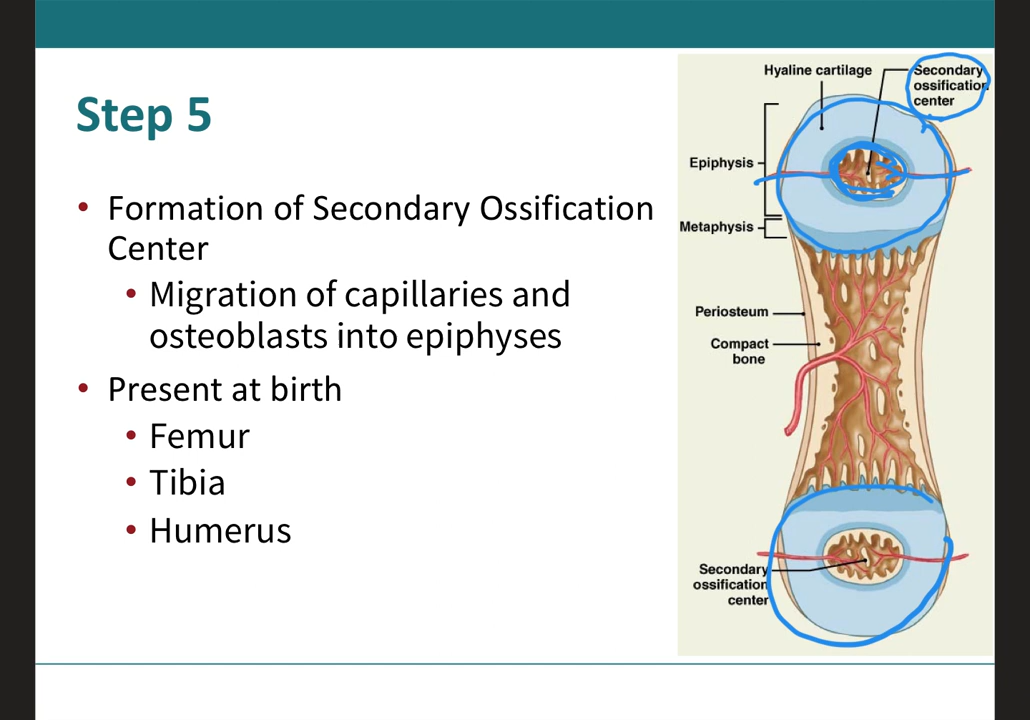 Step 5
• Formation of Secondary Ossification
Center
• Migration of capillaries and
osteoblasts into epiphyses
• Present at birth
• Femur
• Tibia
• Humerus
Hyaline cartilage
Secondary
ossification
center
Epiphysis
Metaphysis
Periosteum
Compact
bone
Secondary
ossification
center